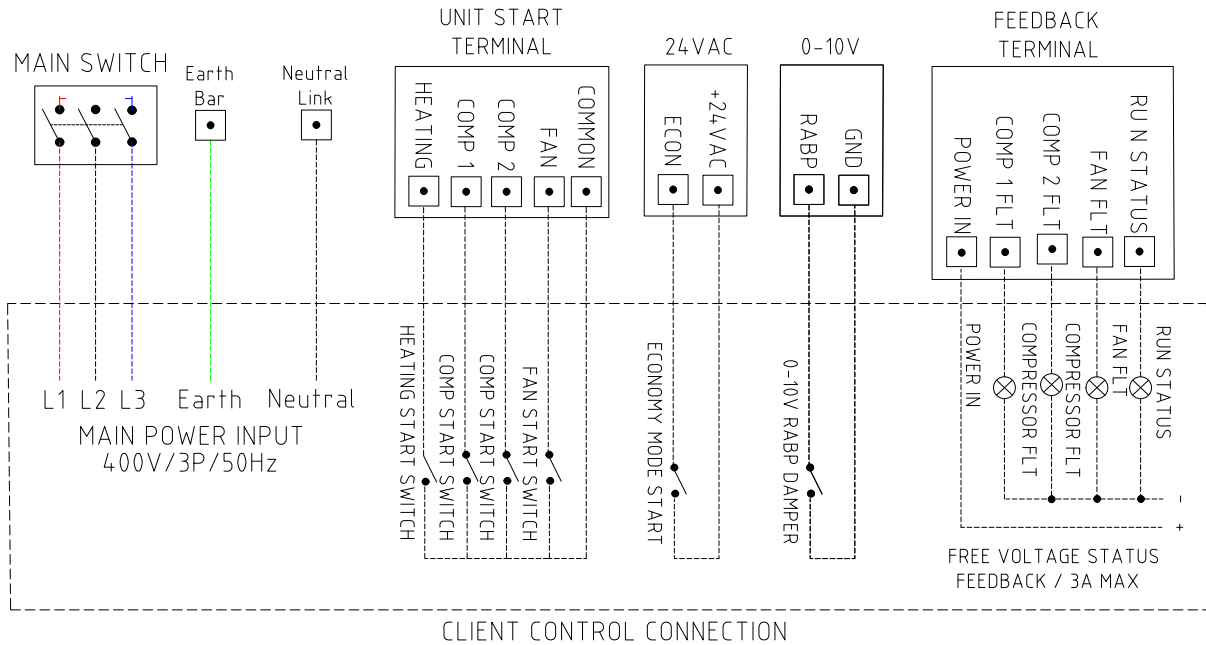 UNIT START
TERMINAL
24VAC
0-10V
FEEDBACK
TERMINAL
MAIN SWITCH
Earth
Bar
Neutral
Link
HEATING
COMP 1
COMP 2
FAN
COMMON
ECON
+24VAC
RABP
GND
POWER IN
COMP 1 FLT
COMP 2 FLT
FAN FLT
RU N STATUS
L1 L2 L3
Earth
Neutral
MAIN POWER INPUT
400V/3P/50Hz
HEATING START SWITCH
COMP START SWITCH
COMP START SWITCH
FAN START SWITCH
ECONOMY MODE START
0-10V RABP DAMPER
POWER IN
COMPRESSOR FLT
COMPRESSOR FLT
FAN FLT
RUN STATUS
-
+
FREE VOLTAGE STATUS
FEEDBACK / 3A MAX
CLIENT CONTROL CONNECTION